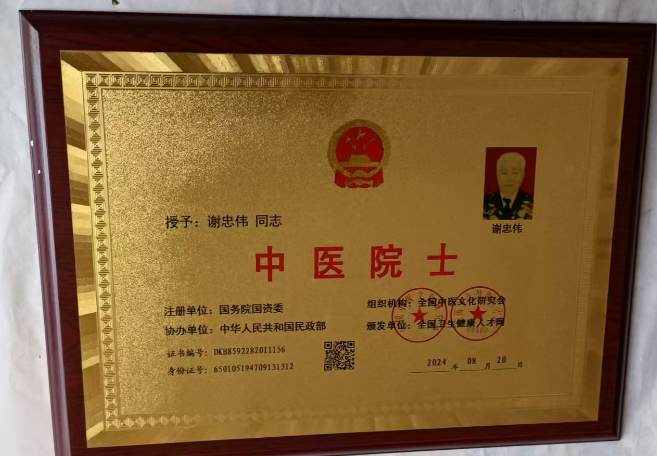 谢忠伟
授予：谢忠伟 同志
中医院士
注册单位：国务院国资委
协办单位：中华人民共和国民政部
证书编号：DKH8592282011156
身份证号：650105194709131312
组织机构：全国中医文化研究会
颁发单位：全国卫生健康人才网
2024 年 08 月 20 日